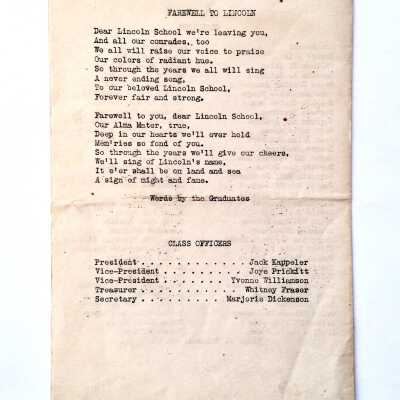 FAREWELL TO LINCOLN
Dear Lincoln School we're leaving you,
And all our comrades, too
We all will raise our voice to praise
Our colors of radiant hue.
So through the years we all will sing
A never ending song,
To our beloved Lincoln School,
Forever fair and strong.
Farewell to you, dear Lincoln School,
Our Alma Mater, true,
Deep in our hearts we'll ever hold
Mem'ries so fond of you.
So through the years we'll give our cheers,
We'll sing of Lincoln's name,
It e'er shall be on land and sea
A sign of might and fame.
Words by the Graduates
CLASS OFFICERS
President . . . . . . . . . . . . Jack Kappeler
Vice-President . . . . . . . . . Joye Prickitt
Vice-President . . . . . . . Yvonne Williamson
Treasurer . . . . . . . . . . . Whitney Fraser
Secretary . . . . . . . . . Marjorie Dickenson